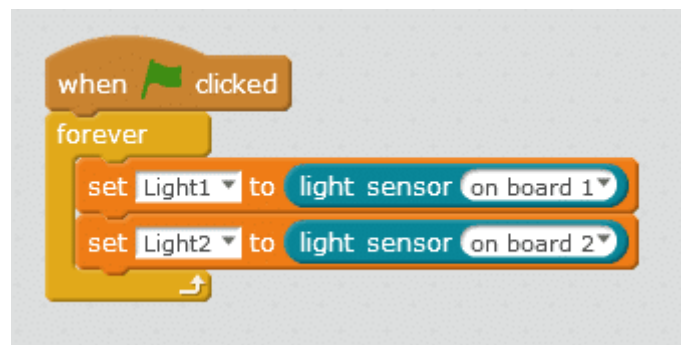 when clicked
forever
set Light1 to light sensor on board 1
set Light2 to light sensor on board 2